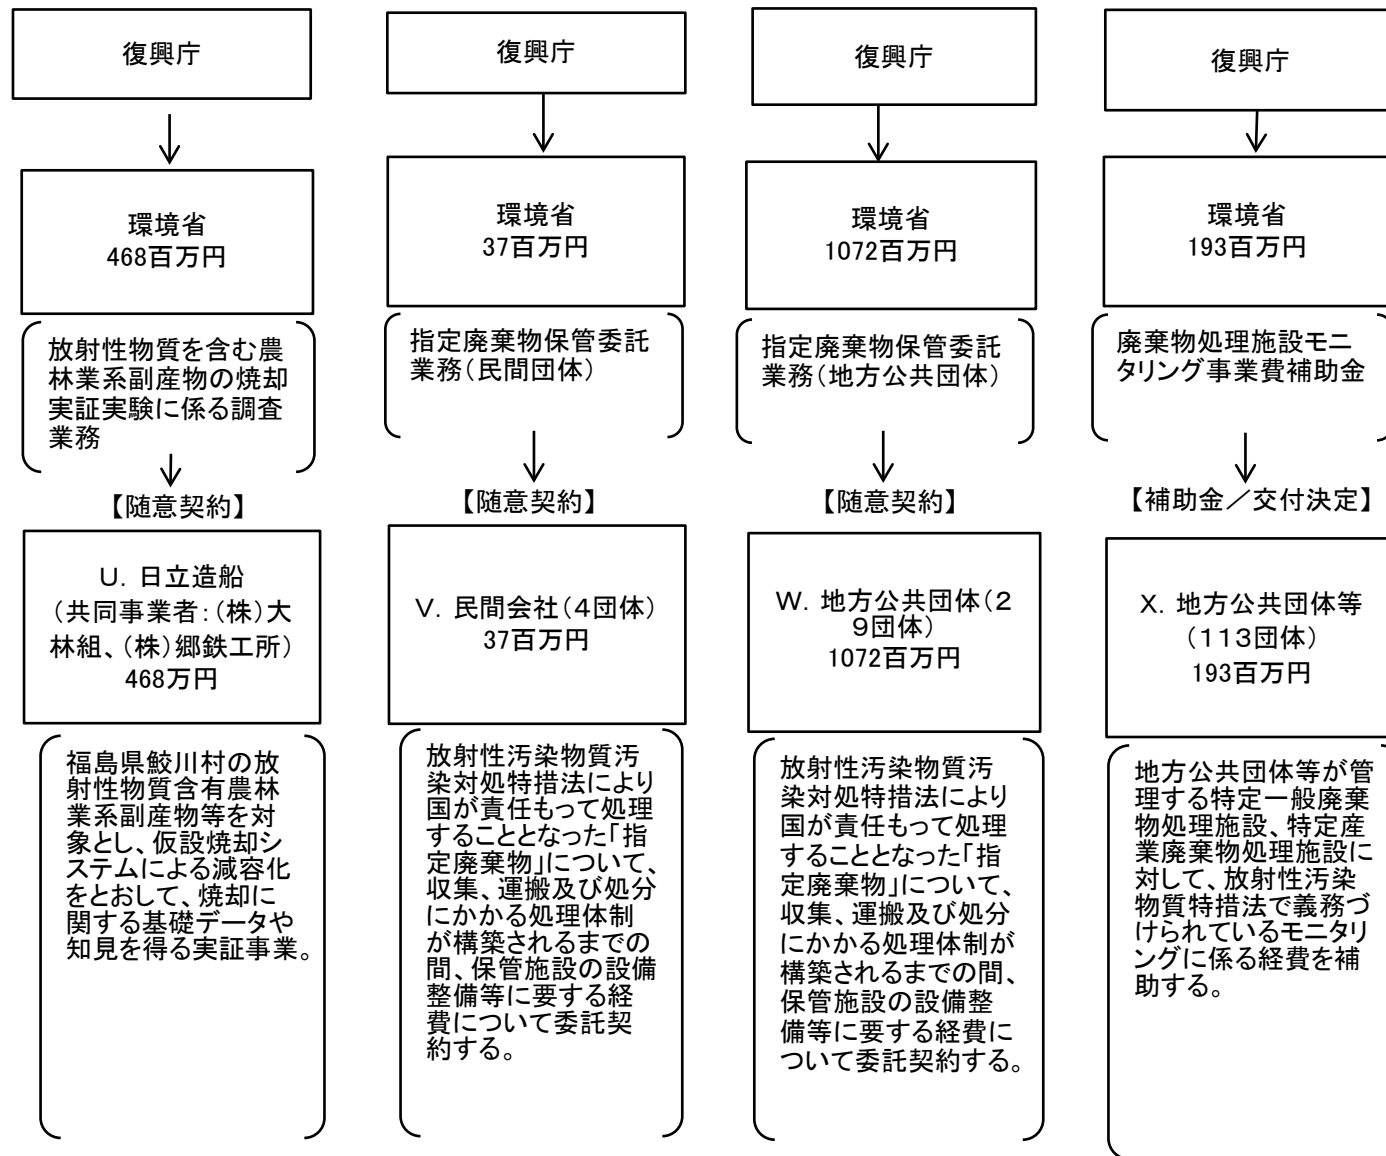 復興庁
環境省
468百万円
放射性物質を含む農
林業系副産物の焼却
実証実験に係る調査
業務
【随意契約】
U．日立造船
(共同事業者：(株)大
林組、(株)郷鉄工所)
468万円
福島県鮫川村の放
射性物質含有農林
業系副産物等を対
象とし、仮設焼却シ
ステムによる減容化
をとおして、焼却に
関する基礎データや
知見を得る実証事業。
復興庁
環境省
37百万円
指定廃棄物保管委託
業務(民間団体)
【随意契約】
V．民間会社(4団体)
37百万円
放射性汚染物質汚
染対処特措法により
国が責任もって処理
することとなった「指
定廃棄物」について、
収集、運搬及び処分
にかかる処理体制
が構築されるまでの
間、保管施設の設備
整備等に要する経
費について委託契
約する。
復興庁
環境省
1072百万円
指定廃棄物保管委託
業務(地方公共団体)
【随意契約】
W．地方公共団体(2
9団体)
1072百万円
放射性汚染物質汚
染対処特措法により
国が責任もって処理
することとなった「指
定廃棄物」について、
収集、運搬及び処分
にかかる処理体制が
構築されるまでの間、
保管施設の設備整
備等に要する経費に
ついて委託契約する。
復興庁
環境省
193百万円
廃棄物処理施設モニ
タリング事業費補助金
【補助金／交付決定】
X．地方公共団体等
(113団体)
193百万円
地方公共団体等が管
理する特定一般廃棄
物処理施設、特定産
業廃棄物処理施設に
対して、放射性汚染
物質特措法で義務づ
けられているモニタリ
ングに係る経費を補
助する。